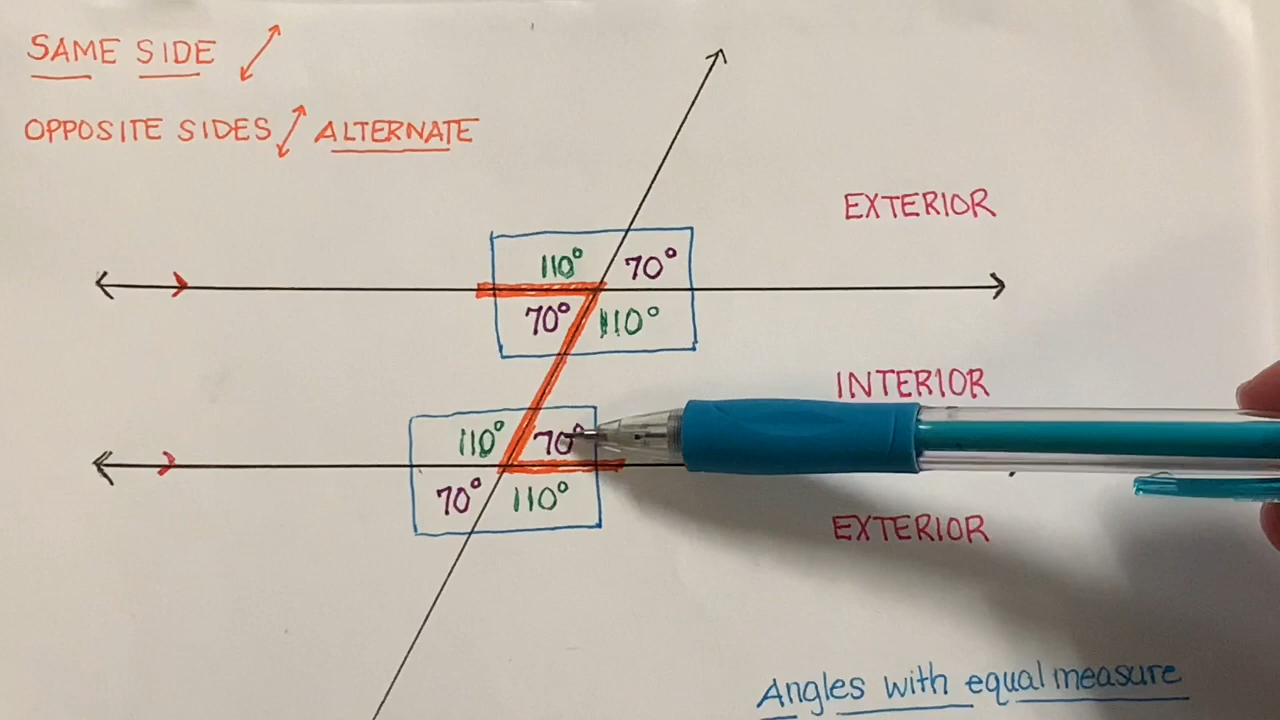 SAME SIDE
OPPOSITE SIDES ALTERNATE
EXTERIOR
110° 70°
70° 110°
INTERIOR
110° 70°
70° 110°
EXTERIOR
Angles with equal measure